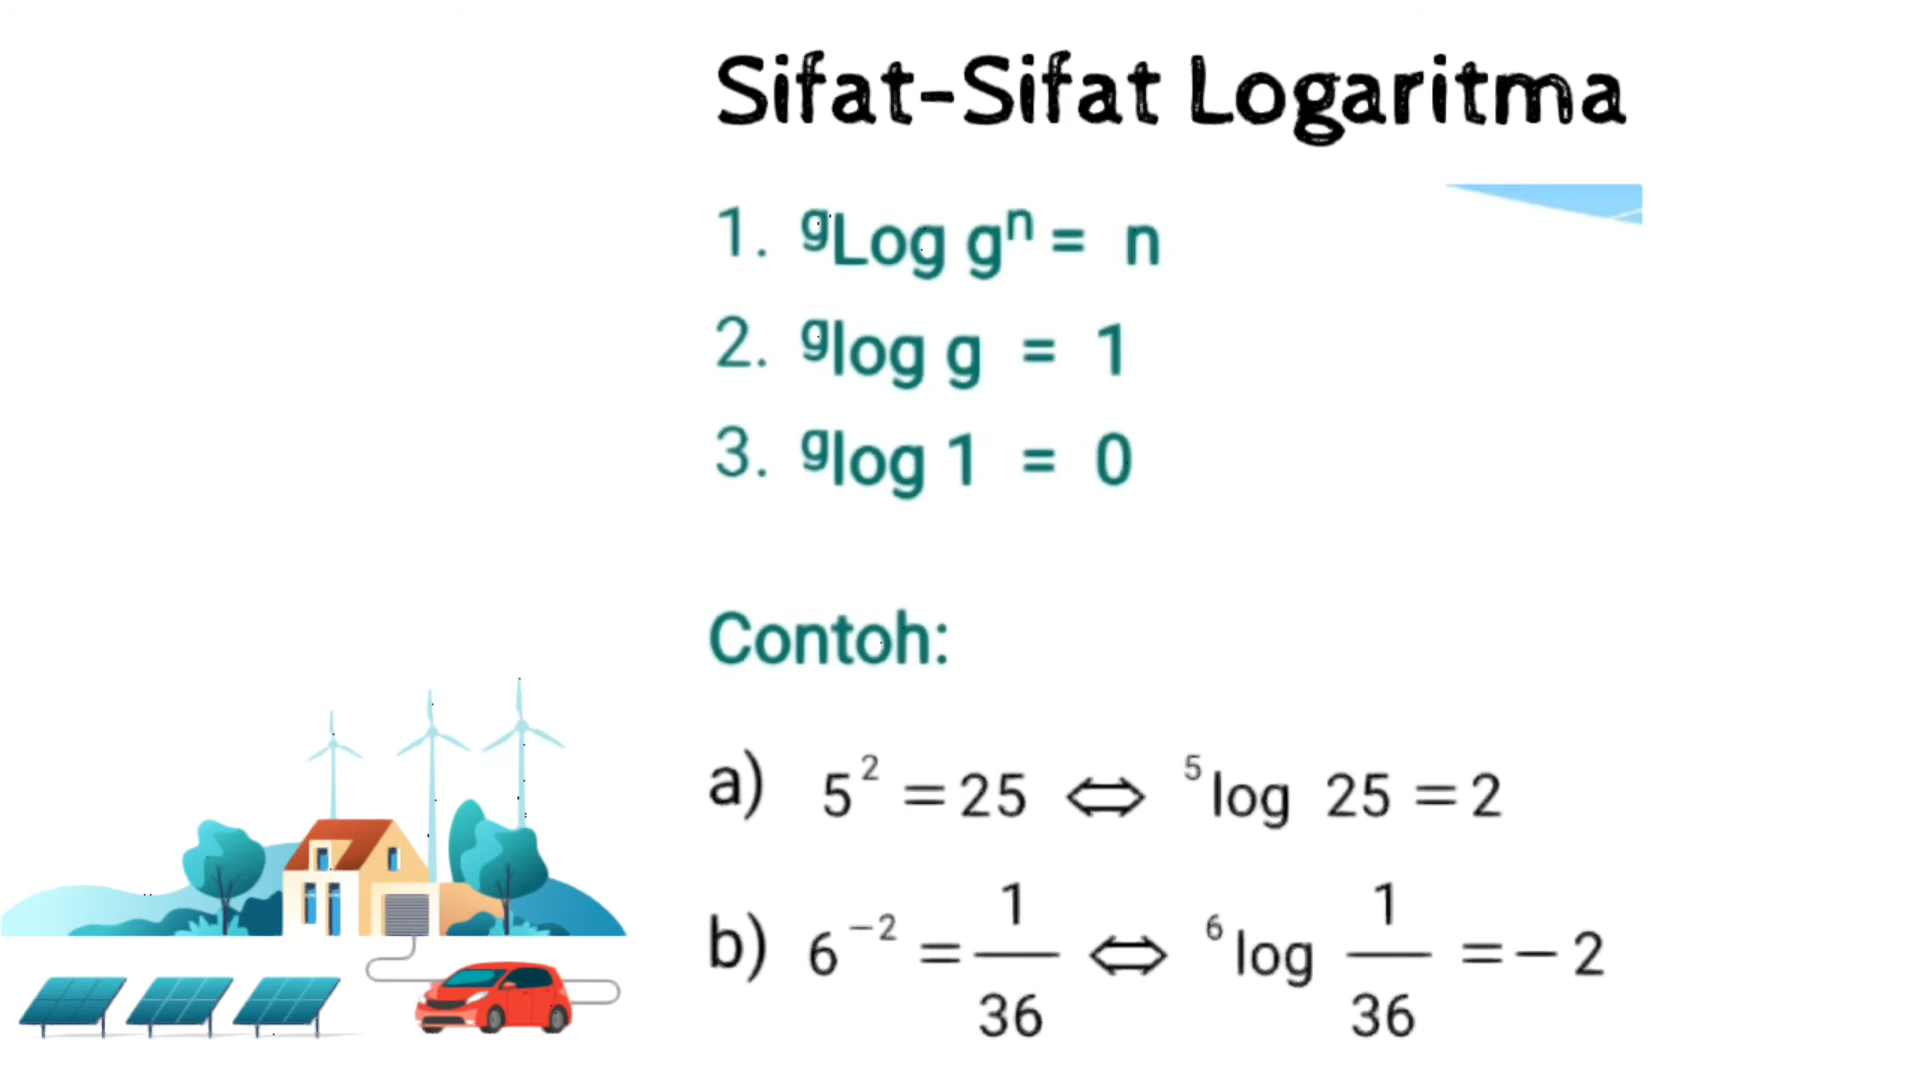 Sifat-Sifat Logaritma
1. ᵍLog gⁿ = n
2. ᵍlog g = 1
3. ᵍlog 1 = 0
Contoh:
a) 5² = 25 ⇔ ⁵log 25 = 2
b) 6⁻² = 1/36 ⇔ ⁶log 1/36 = – 2